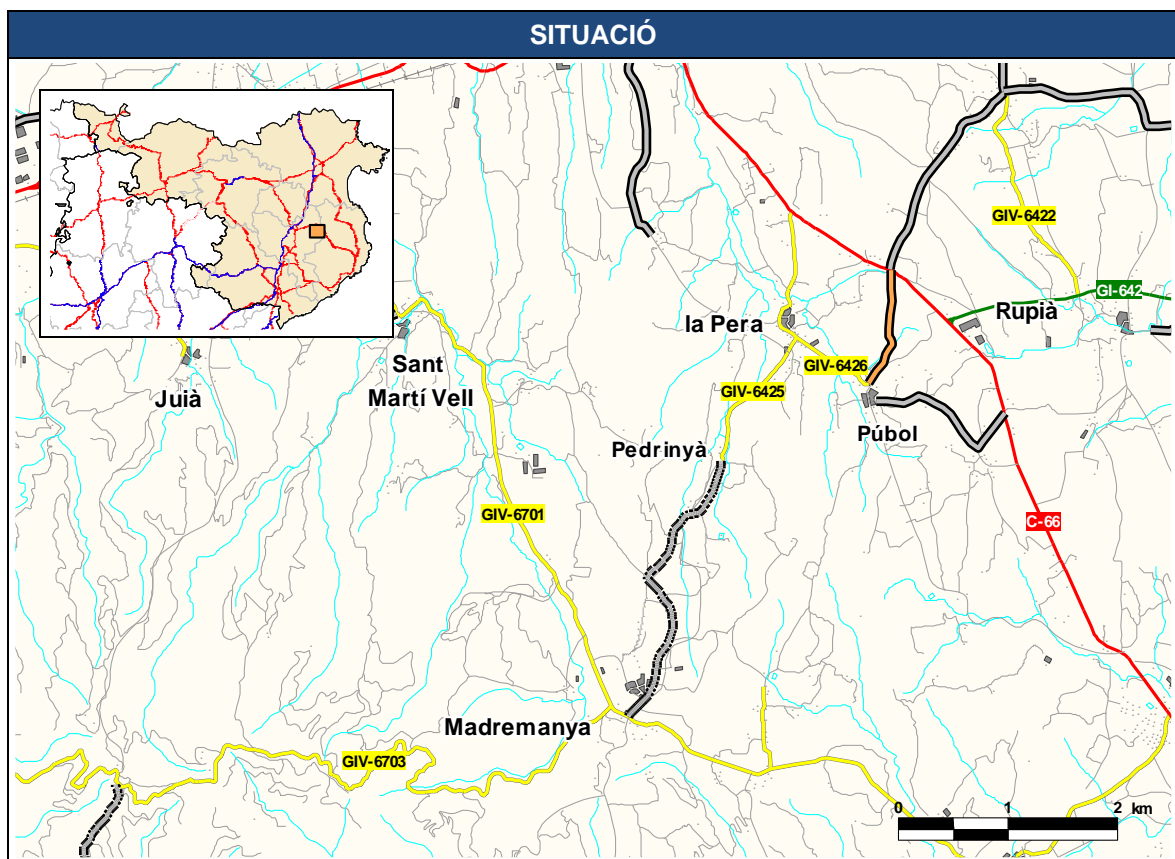 SITUACIÓ
GIV-6422
GI-642
Rupià
la Pera
GIV-6426
Sant
Martí Vell
GIV-6425
Juià
Púbol
Pedrinyà
GIV-6701
C-66
Madremanya
GIV-6703
0 1 2 km